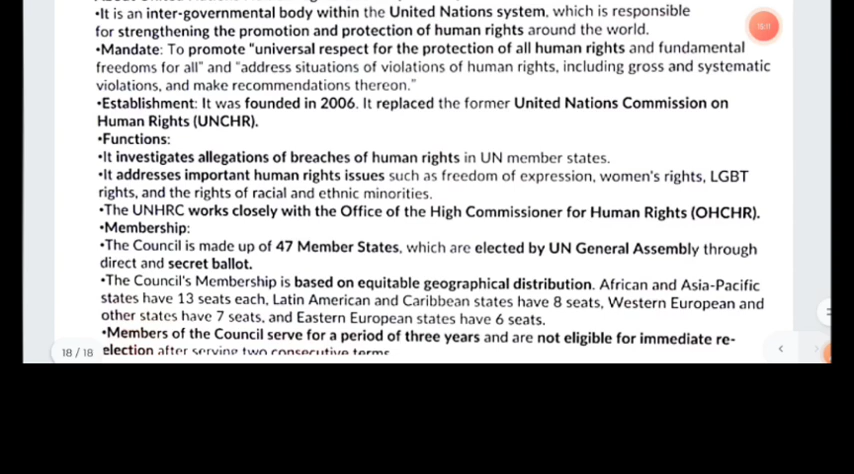 •It is an inter-governmental body within the United Nations system, which is responsible
for strengthening the promotion and protection of human rights around the world.
•Mandate: To promote "universal respect for the protection of all human rights and fundamental
freedoms for all" and "address situations of violations of human rights, including gross and systematic
violations, and make recommendations thereon."
•Establishment: It was founded in 2006. It replaced the former United Nations Commission on
Human Rights (UNCHR).
•Functions:
•It investigates allegations of breaches of human rights in UN member states.
•It addresses important human rights issues such as freedom of expression, women's rights, LGBT
rights, and the rights of racial and ethnic minorities.
•The UNHRC works closely with the Office of the High Commissioner for Human Rights (OHCHR).
•Membership:
•The Council is made up of 47 Member States, which are elected by UN General Assembly through
direct and secret ballot.
•The Council's Membership is based on equitable geographical distribution. African and Asia-Pacific
states have 13 seats each, Latin American and Caribbean states have 8 seats, Western European and
other states have 7 seats, and Eastern European states have 6 seats.
•Members of the Council serve for a period of three years and are not eligible for immediate re-
election after serving two consecutive terms
18 / 18